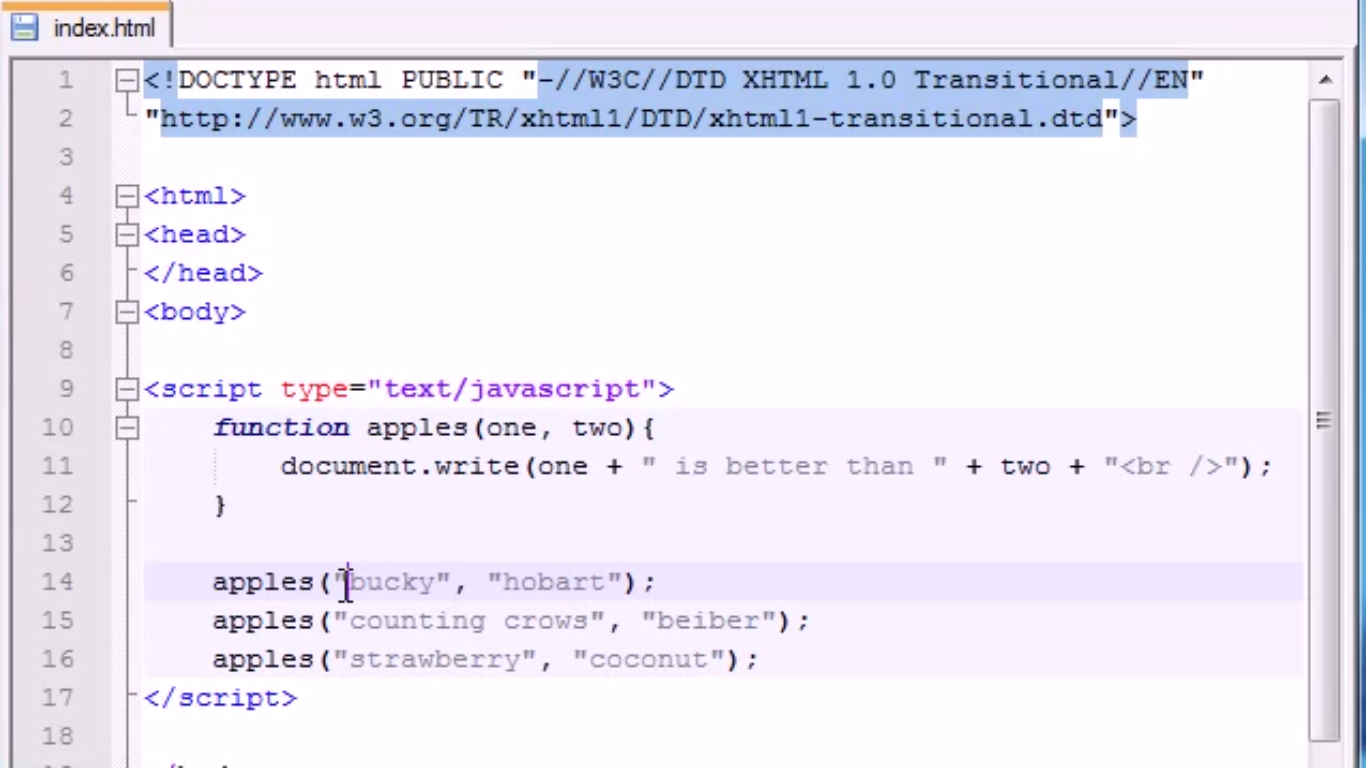 index.html
1 <!DOCTYPE html PUBLIC "-//W3C//DTD XHTML 1.0 Transitional//EN"
2 "http://www.w3.org/TR/xhtml1/DTD/xhtml1-transitional.dtd">
3
4 <html>
5 <head>
6 </head>
7 <body>
8
9 <script type="text/javascript">
10 function apples(one, two){
11 document.write(one + " is better than " + two + "<br />");
12 }
13
14 apples("bucky", "hobart");
15 apples("counting crows", "beiber");
16 apples("strawberry", "coconut");
17 </script>
18